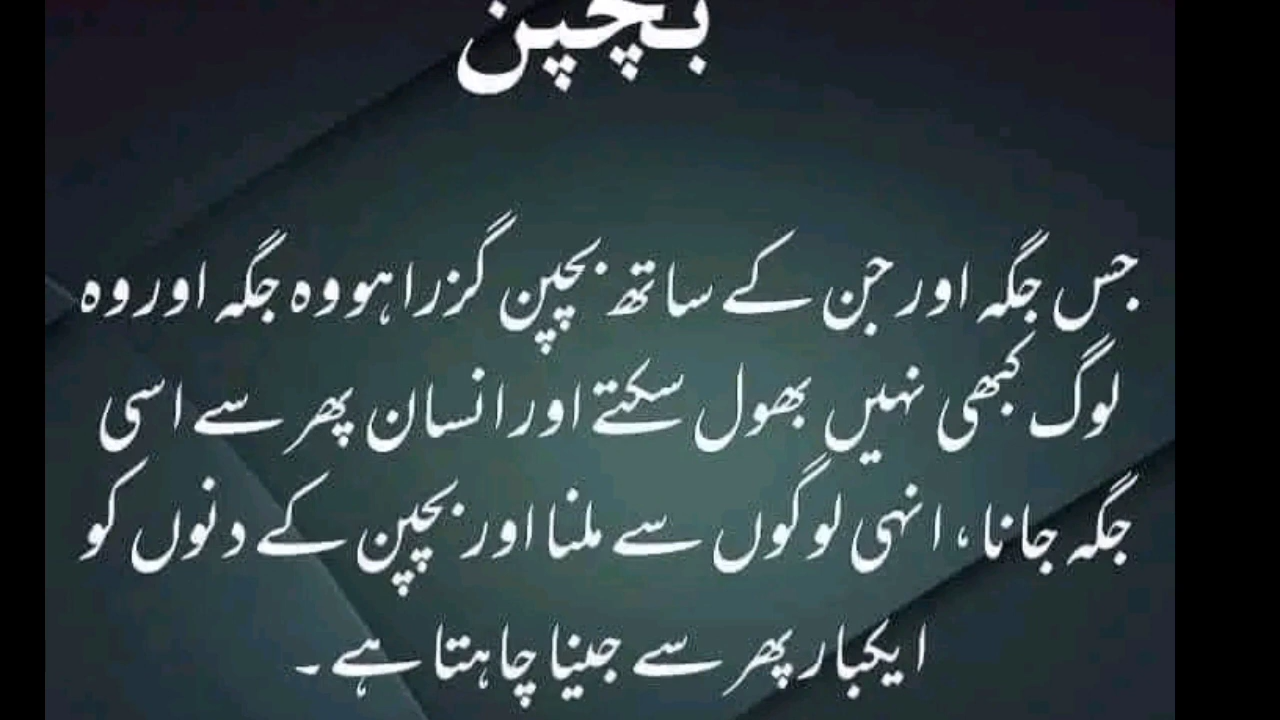 بچپن
جس جگہ اور جن کے ساتھ بچپن گزرا ہو وہ جگہ اور وہ
لوگ کبھی نہیں بھول سکتے اور انسان پھر سے اسی
جگہ جانا، انہی لوگوں سے ملنا اور بچپن کے دنوں کو
ایکبار پھر سے جینا چاہتا ہے۔